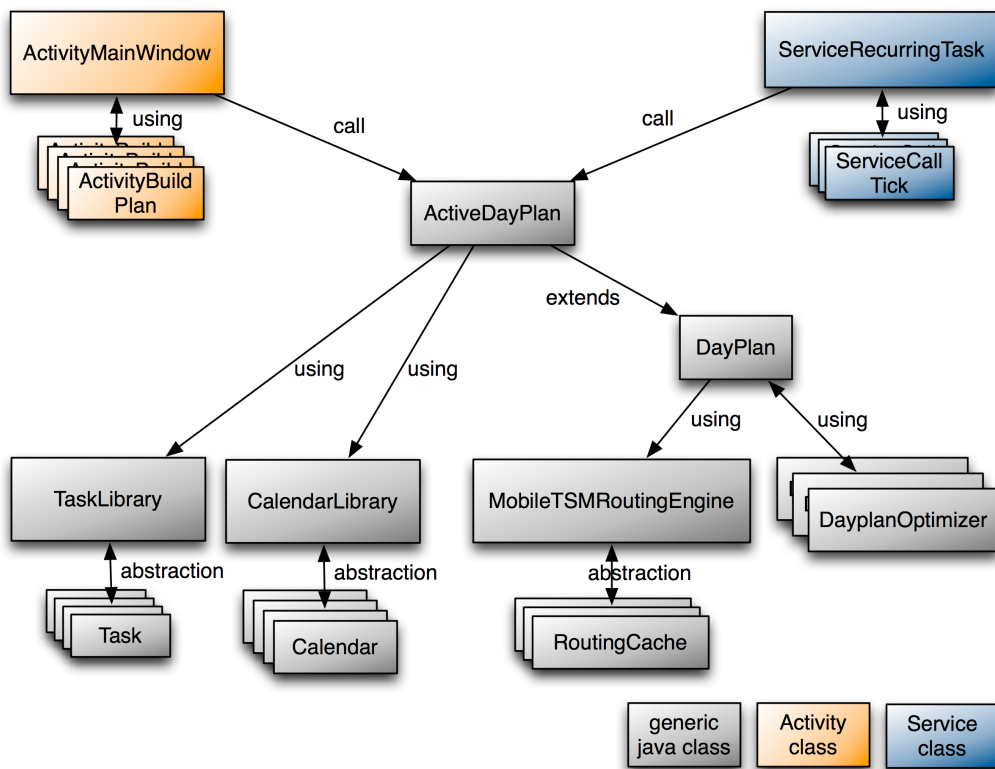 ActivityMainWindow
ServiceRecurringTask
using
call
call
using
ActivityBuild
Plan
ServiceCall
Tick
ActiveDayPlan
extends
DayPlan
using
using
using
using
TaskLibrary
CalendarLibrary
MobileTSMRoutingEngine
DayplanOptimizer
abstraction
abstraction
abstraction
Task
Calendar
RoutingCache
generic
java class
Activity
class
Service
class